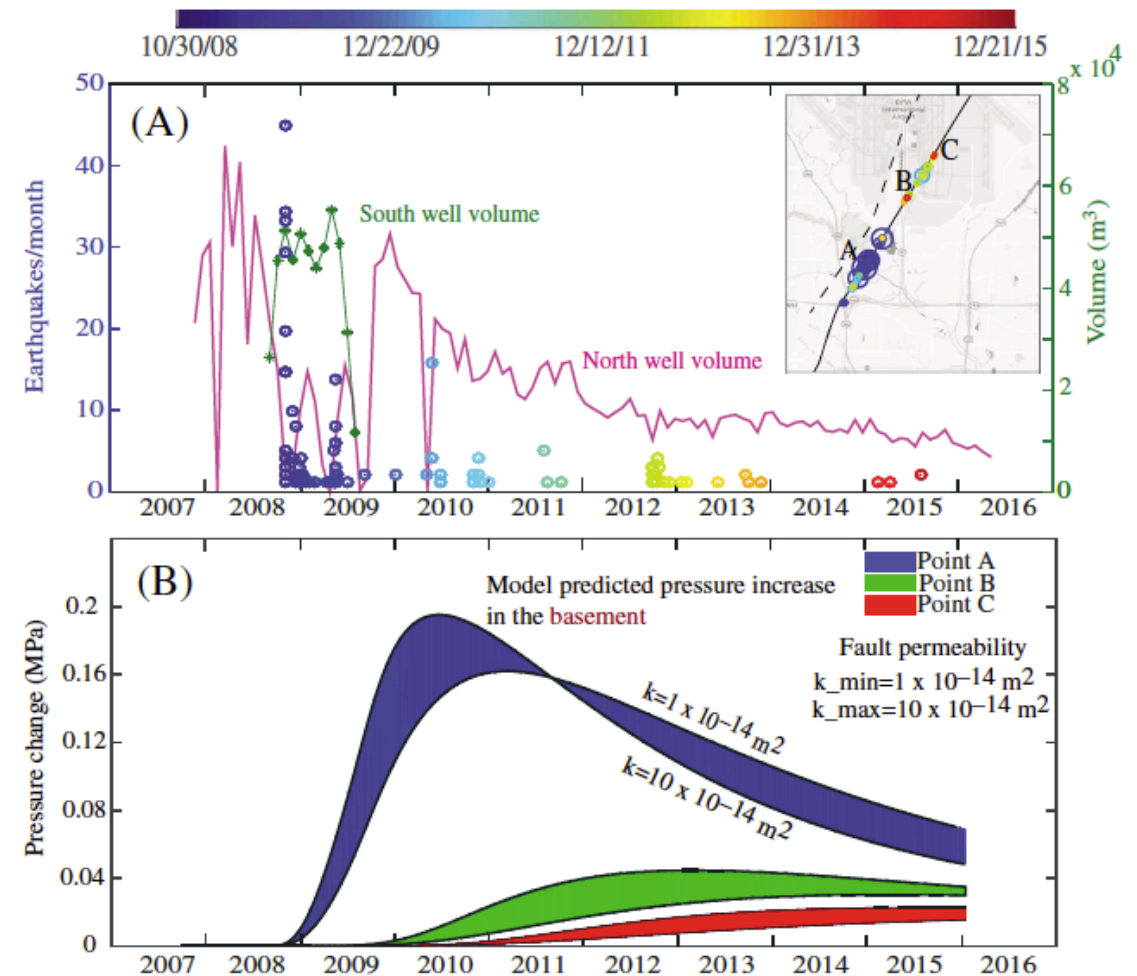 10/30/08 12/22/09 12/12/11 12/31/13 12/21/15
x 10⁴
50 8
(A)
C
B
A
40
6
South well volume
30
4
Earthquakes/month
Volume (m³)
20
North well volume
2
10
0 0
2007 2008 2009 2010 2011 2012 2013 2014 2015 2016
(B)
Model predicted pressure increase
in the basement
Point A
Point B
Point C
0.2
Fault permeability
k_min=1 x 10⁻¹⁴ m²
k_max=10 x 10⁻¹⁴ m²
0.16
k=1 x 10⁻¹⁴ m²
k=10 x 10⁻¹⁴ m²
0.12
Pressure change (MPa)
0.08
0.04
0
2007 2008 2009 2010 2011 2012 2013 2014 2015 2016